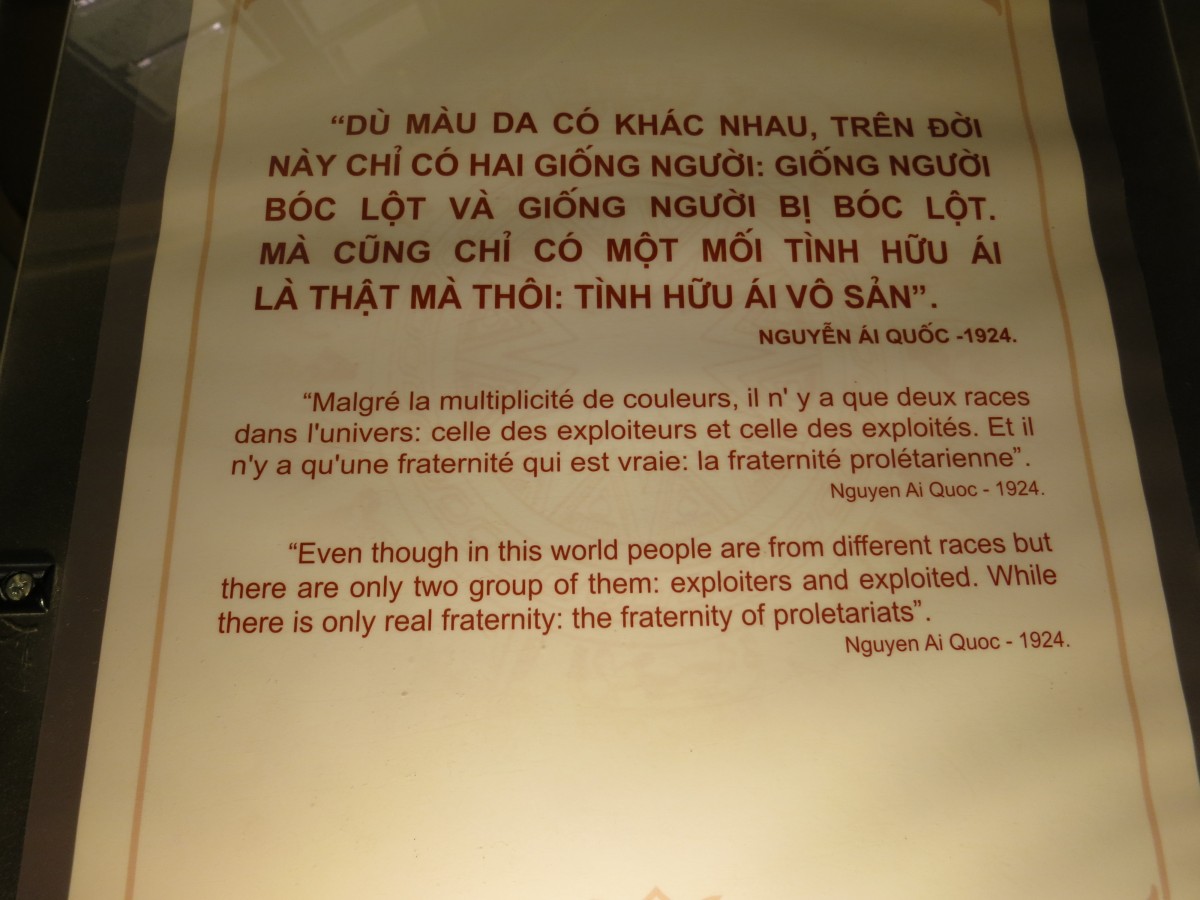 “DÙ MÀU DA CÓ KHÁC NHAU, TRÊN ĐỜI
NÀY CHỈ CÓ HAI GIỐNG NGƯỜI: GIỐNG NGƯỜI
BÓC LỘT VÀ GIỐNG NGƯỜI BỊ BÓC LỘT.
MÀ CŨNG CHỈ CÓ MỘT MỐI TÌNH HỮU ÁI
LÀ THẬT MÀ THÔI: TÌNH HỮU ÁI VÔ SẢN”.
NGUYỄN ÁI QUỐC -1924.
“Malgré la multiplicité de couleurs, il n' y a que deux races
dans l'univers: celle des exploiteurs et celle des exploités. Et il
n'y a qu'une fraternité qui est vraie: la fraternité prolétarienne”.
Nguyen Ai Quoc - 1924.
“Even though in this world people are from different races but
there are only two group of them: exploiters and exploited. While
there is only real fraternity: the fraternity of proletariats”.
Nguyen Ai Quoc - 1924.